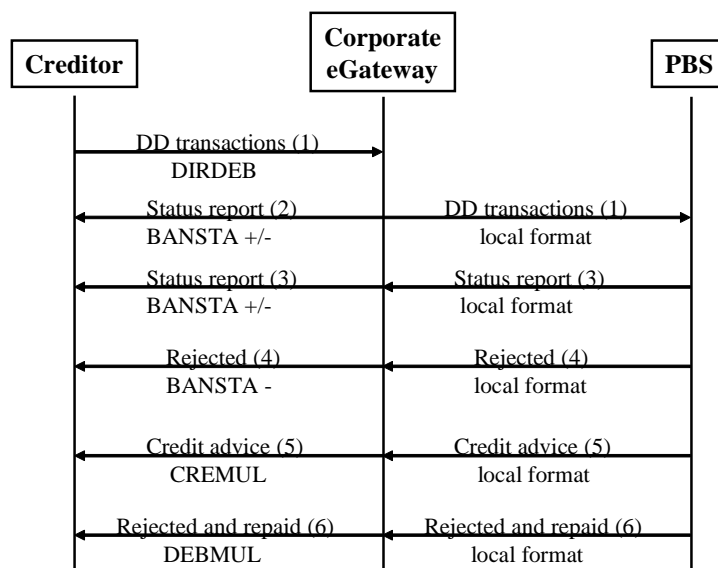 Creditor
Corporate
eGateway
PBS
DD transactions (1)
DIRDEB
Status report (2)
BANSTA +/-
DD transactions (1)
local format
Status report (3)
BANSTA +/-
Status report (3)
local format
Rejected (4)
BANSTA -
Rejected (4)
local format
Credit advice (5)
CREMUL
Credit advice (5)
local format
Rejected and repaid (6)
DEBMUL
Rejected and repaid (6)
local format